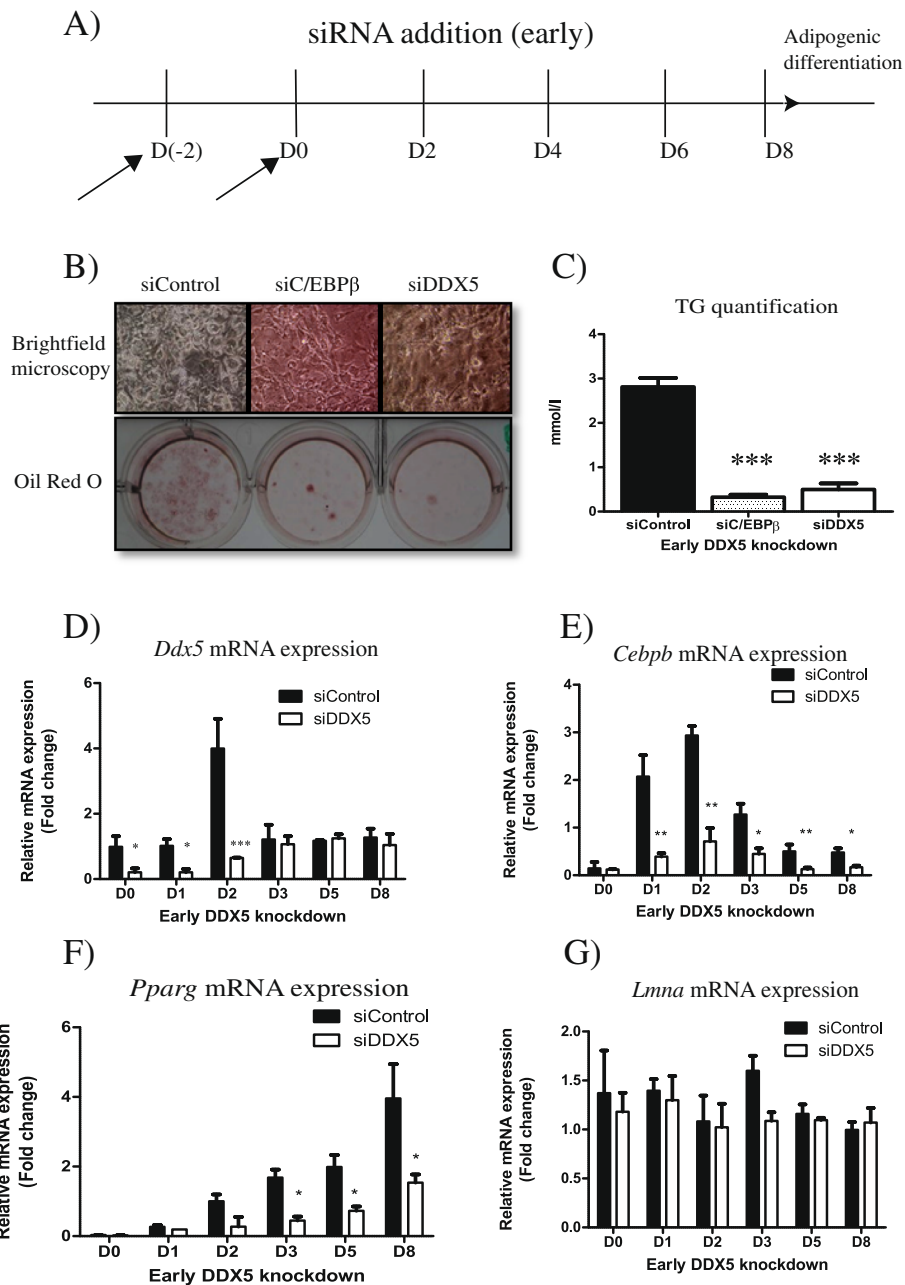 A)
siRNA addition (early)
Adipogenic
differentiation
D(-2)
D0
D2
D4
D6
D8
B)
siControl
siC/EBPβ
siDDX5
Brightfield
microscopy
Oil Red O
C)
TG quantification
mmol/l
4
3
2
1
0
***
***
siControl
siC/EBPβ
siDDX5
Early DDX5 knockdown
D)
Ddx5 mRNA expression
Relative mRNA expression
(Fold change)
6
4
2
0
siControl
siDDX5
*
*
***
D0
D1
D2
D3
D5
D8
Early DDX5 knockdown
E)
Cebpb mRNA expression
Relative mRNA expression
(Fold change)
4
3
2
1
0
siControl
siDDX5
**
**
*
**
*
D0
D1
D2
D3
D5
D8
Early DDX5 knockdown
F)
Pparg mRNA expression
Relative mRNA expression
(Fold change)
6
4
2
0
siControl
siDDX5
*
*
*
D0
D1
D2
D3
D5
D8
Early DDX5 knockdown
G)
Lmna mRNA expression
Relative mRNA expression
(Fold change)
2.0
1.5
1.0
0.5
0.0
siControl
siDDX5
D0
D1
D2
D3
D5
D8
Early DDX5 knockdown